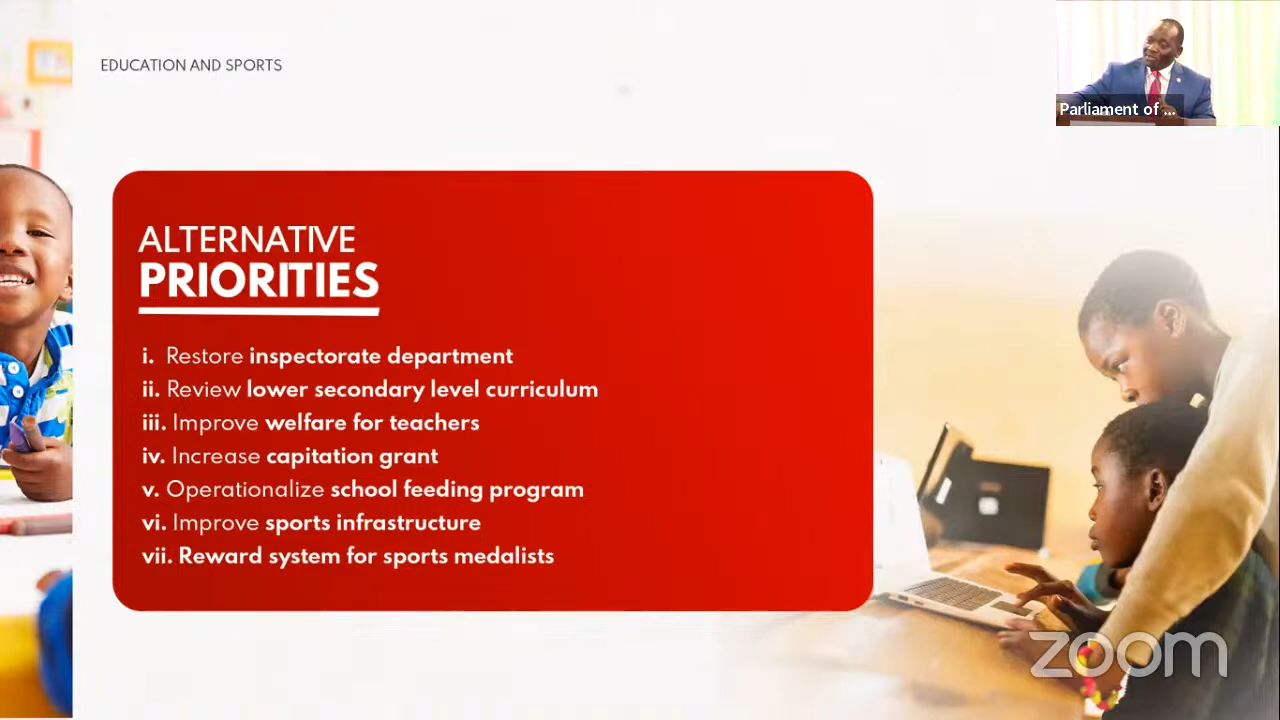 EDUCATION AND SPORTS
Parliament of ...
ALTERNATIVE
PRIORITIES
i. Restore inspectorate department
ii. Review lower secondary level curriculum
iii. Improve welfare for teachers
iv. Increase capitation grant
v. Operationalize school feeding program
vi. Improve sports infrastructure
vii. Reward system for sports medalists
zoom